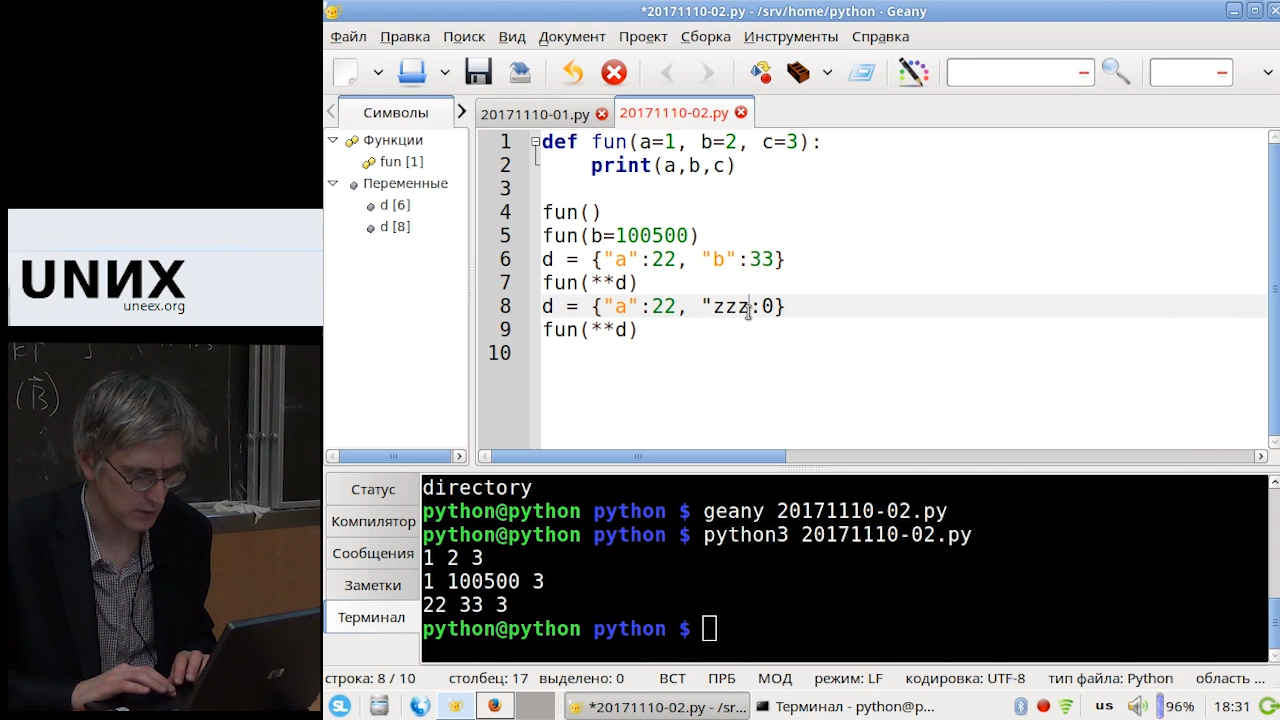 *20171110-02.py - /srv/home/python - Geany
Файл Правка Поиск Вид Документ Проект Сборка Инструменты Справка
Символы
20171110-01.py
20171110-02.py
Функции
fun [1]
Переменные
d [6]
d [8]
1 def fun(a=1, b=2, c=3):
2 print(a,b,c)
3
4 fun()
5 fun(b=100500)
6 d = {"a":22, "b":33}
7 fun(**d)
8 d = {"a":22, "zzz:0}
9 fun(**d)
10
UNИX
uneex.org
(B)
Статус
Компилятор
Сообщения
Заметки
Терминал
directory
python@python python $ geany 20171110-02.py
python@python python $ python3 20171110-02.py
1 2 3
1 100500 3
22 33 3
python@python python $
строка: 8 / 10 столбец: 17 выделено: 0 ВСТ ПРБ МОД режим: LF кодировка: UTF-8 тип файла: Python область ...
SL
*20171110-02.py - /sr...
Терминал - python@p...
us
96%
18:31